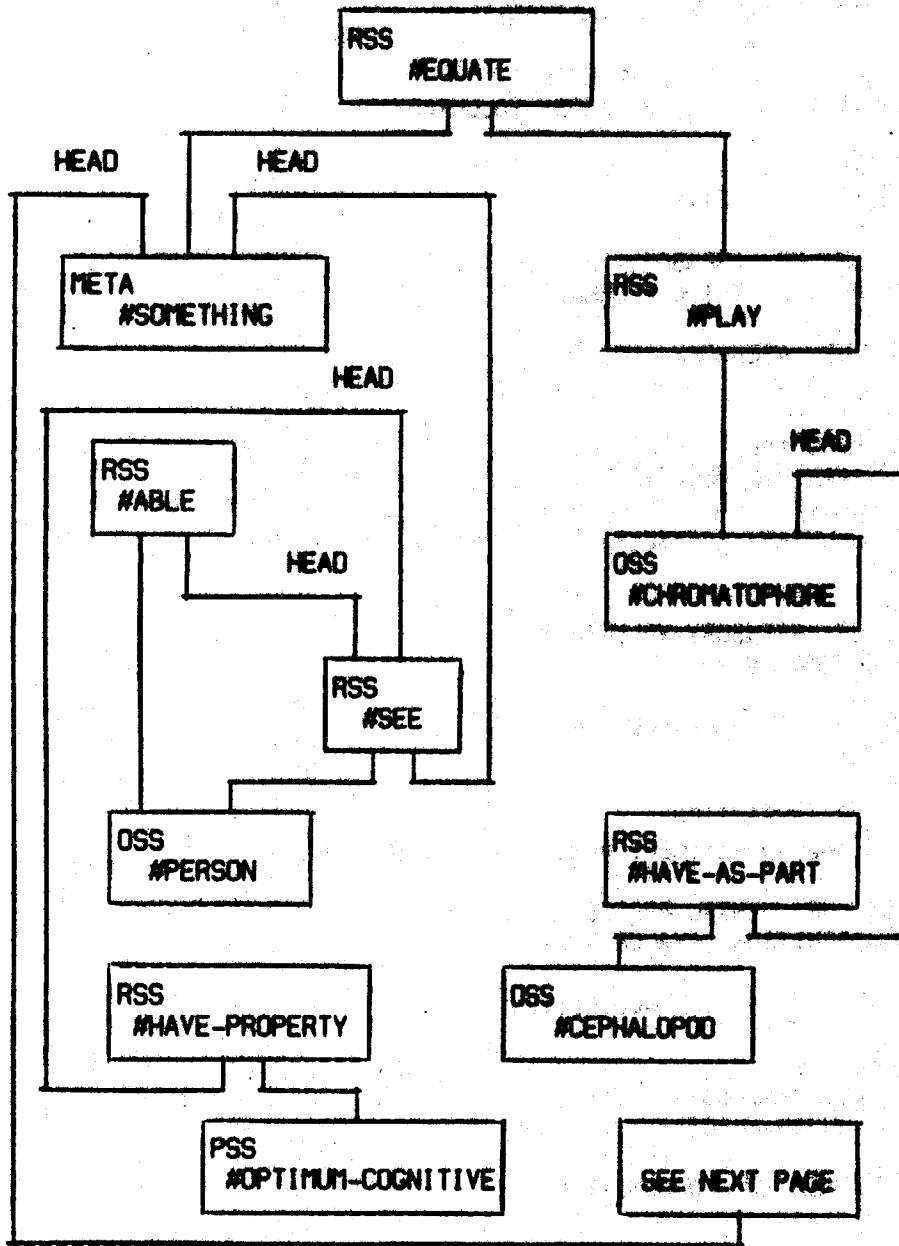 RSS
#EQUATE
HEAD
HEAD
META
#SOMETHING
RSS
#PLAY
HEAD
HEAD
RSS
#ABLE
HEAD
OSS
#CHROMATOPHORE
RSS
#SEE
OSS
#PERSON
RSS
#HAVE-AS-PART
RSS
#HAVE-PROPERTY
OSS
#CEPHALOPOD
PSS
#OPTIMUM-COGNITIVE
SEE NEXT PAGE